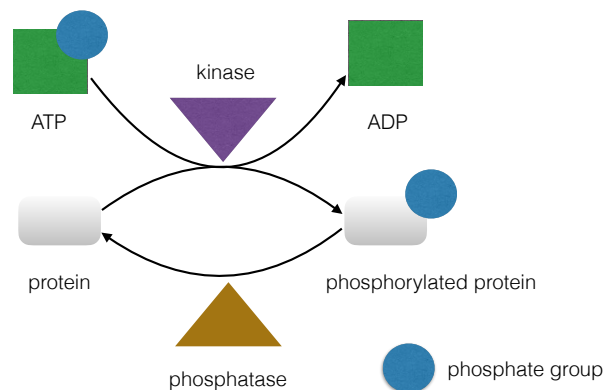 kinase
ATP
ADP
protein
phosphorylated protein
phosphatase
phosphate group